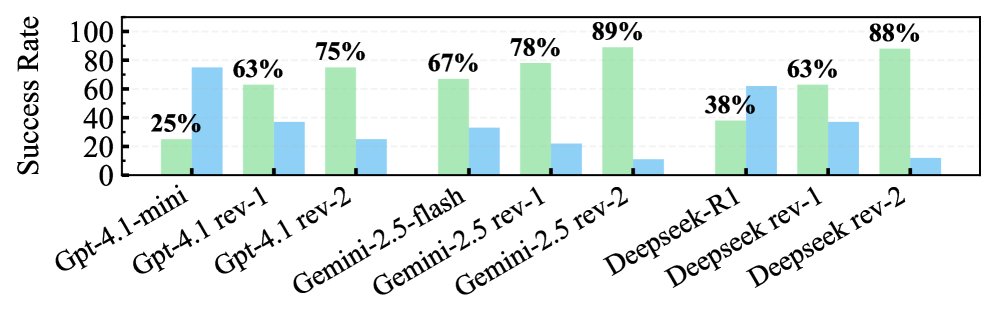 Success Rate
100
80
60
40
20
0
25%
63%
75%
67%
78%
89%
38%
63%
88%
Gpt-4.1-mini
Gpt-4.1 rev-1
Gpt-4.1 rev-2
Gemini-2.5-flash
Gemini-2.5 rev-1
Gemini-2.5 rev-2
Deepseek-R1
Deepseek rev-1
Deepseek rev-2